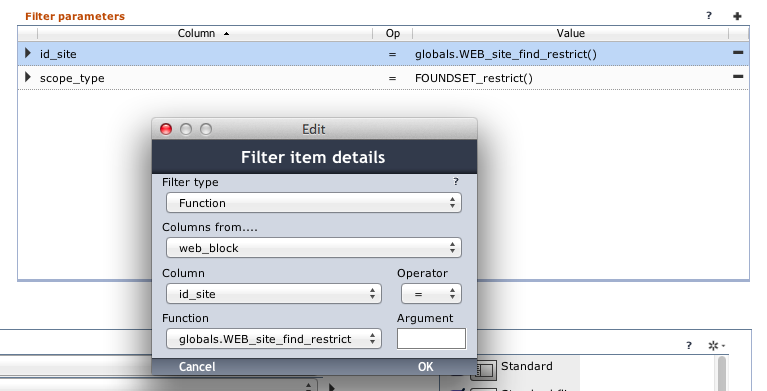 Filter parameters ? +
Column Op Value
id_site = globals.WEB_site_find_restrict()
scope_type = FOUNDSET_restrict()
Edit
Filter item details
Filter type ?
Function
Columns from....
web_block
Column Operator
id_site =
Function Argument
globals.WEB_site_find_restrict
Cancel OK
?
Standard